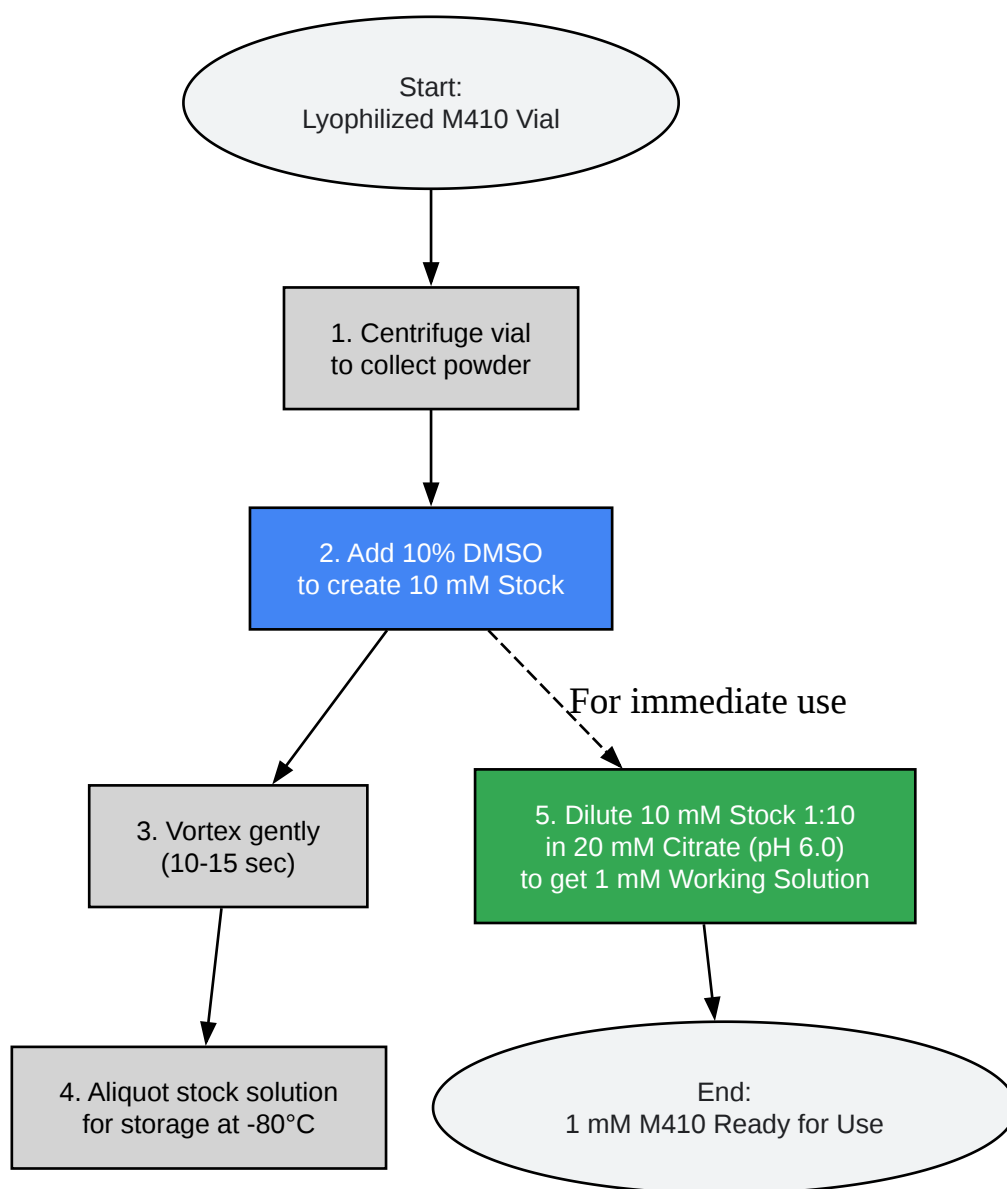 Start:
Lyophilized M410 Vial
1. Centrifuge vial
to collect powder
2. Add 10% DMSO
to create 10 mM Stock
For immediate use
3. Vortex gently
(10-15 sec)
5. Dilute 10 mM Stock 1:10
in 20 mM Citrate (pH 6.0)
to get 1 mM Working Solution
4. Aliquot stock solution
for storage at -80°C
End:
1 mM M410 Ready for Use